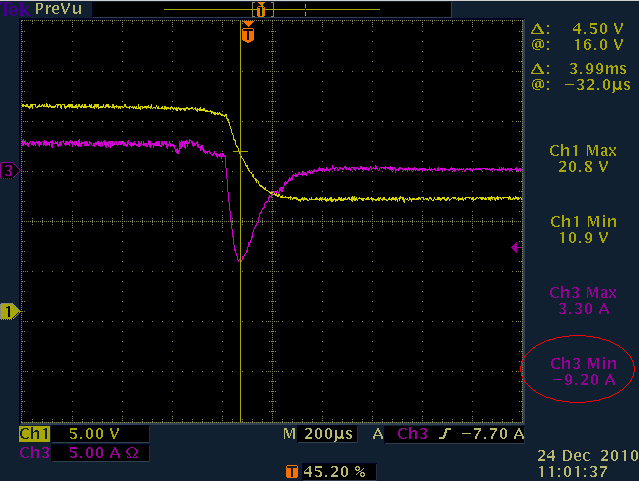 Tek PreVu
T
T
Δ: 4.50 V
@: 16.0 V
Δ: 3.99ms
@: −32.0µs
Ch1 Max
20.8 V
3
Ch1 Min
10.9 V
Ch3 Max
3.30 A
1
Ch3 Min
−9.20 A
Ch1 5.00 V M 200µs A Ch3 −7.70 A
Ch3 5.00 A Ω
24 Dec 2010
T 45.20 % 11:01:37